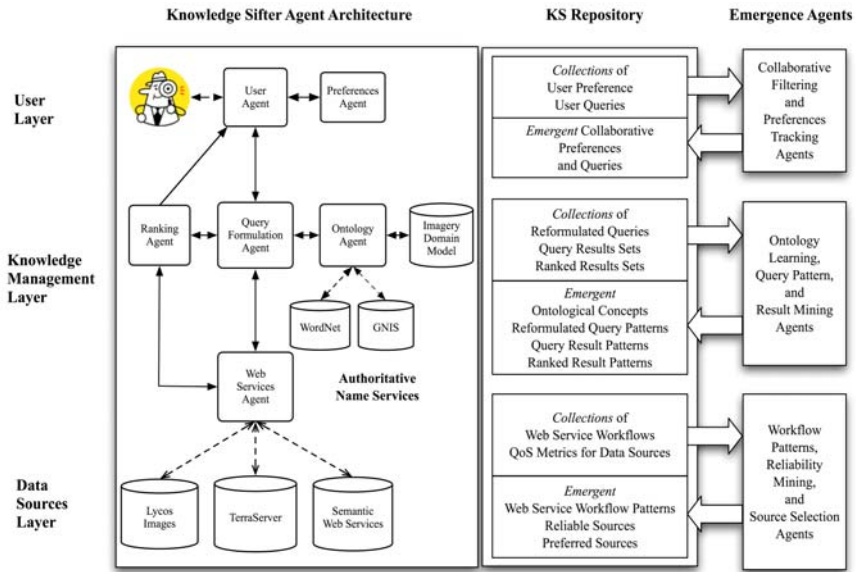 Knowledge Sifter Agent Architecture
KS Repository
Emergence Agents
User
Layer
User
Agent
Preferences
Agent
Collections of
User Preference
User Queries
Emergent Collaborative
Preferences
and Queries
Collaborative
Filtering
and
Preferences
Tracking
Agents
Knowledge
Management
Layer
Ranking
Agent
Query
Formulation
Agent
Ontology
Agent
Imagery
Domain
Model
WordNet
GNIS
Authoritative
Name Services
Web
Services
Agent
Collections of
Reformulated Queries
Query Results Sets
Ranked Results Sets
Emergent
Ontological Concepts
Reformulated Query Patterns
Query Result Patterns
Ranked Result Patterns
Ontology
Learning,
Query Pattern,
and
Result Mining
Agents
Data
Sources
Layer
Lycos
Images
TerraServer
Semantic
Web Services
Collections of
Web Service Workflows
QoS Metrics for Data Sources
Emergent
Web Service Workflow Patterns
Reliable Sources
Preferred Sources
Workflow
Patterns,
Reliability
Mining,
and
Source Selection
Agents